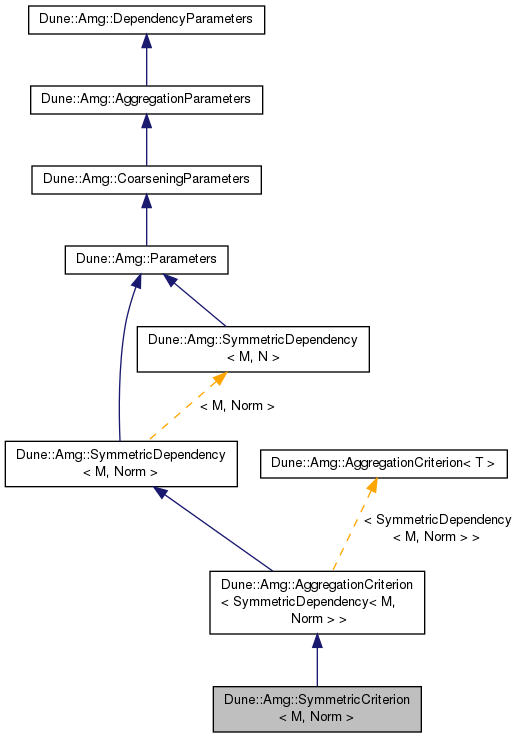 Dune::Amg::DependencyParameters
Dune::Amg::AggregationParameters
Dune::Amg::CoarseningParameters
Dune::Amg::Parameters
Dune::Amg::SymmetricDependency
< M, N >
< M, Norm >
Dune::Amg::SymmetricDependency
< M, Norm >
Dune::Amg::AggregationCriterion< T >
< SymmetricDependency
< M, Norm > >
Dune::Amg::AggregationCriterion
< SymmetricDependency< M,
Norm > >
Dune::Amg::SymmetricCriterion
< M, Norm >